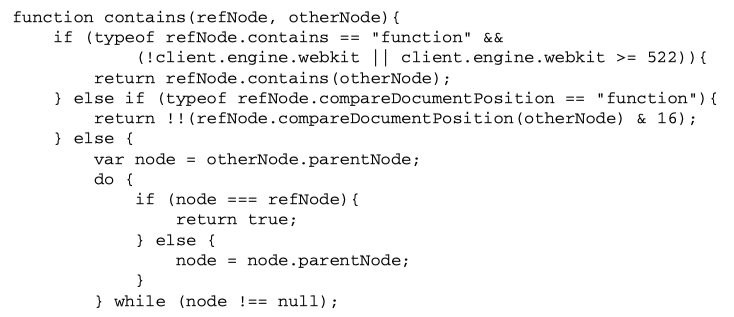 function contains(refNode, otherNode){
    if (typeof refNode.contains == "function" &&
            (!client.engine.webkit || client.engine.webkit >= 522)){
        return refNode.contains(otherNode);
    } else if (typeof refNode.compareDocumentPosition == "function"){
        return !!(refNode.compareDocumentPosition(otherNode) & 16);
    } else {
        var node = otherNode.parentNode;
        do {
            if (node === refNode){
                return true;
            } else {
                node = node.parentNode;
            }
        } while (node !== null);